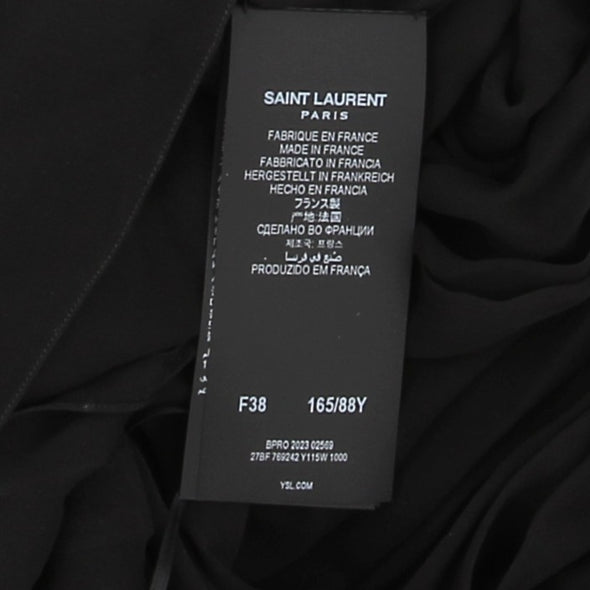 SAINT LAURENT
PARIS
FABRIQUE EN FRANCE
MADE IN FRANCE
FABBRICATO IN FRANCIA
HERGESTELLT IN FRANKREICH
HECHO EN FRANCIA
フランス製
产地:法国
СДЕЛАНО ВО ФРАНЦИИ
제조국: 프랑스
صنع في فرنسا
PRODUZIDO EM FRANÇA
F38 165/88Y
BPRO 2023 02569
27BF 769242 Y115W 1000
YSL.COM